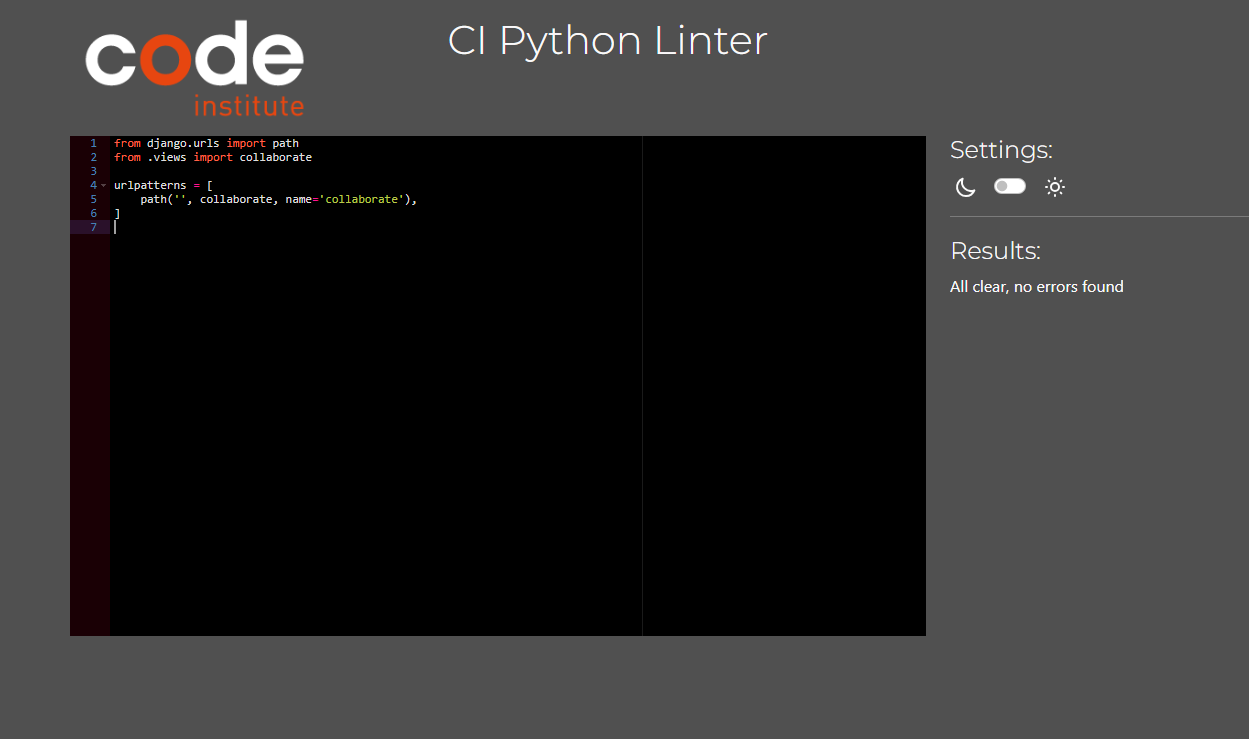 code
institute
CI Python Linter
1 from django.urls import path
2 from .views import collaborate
3
4 urlpatterns = [
5     path('', collaborate, name='collaborate'),
6 ]
7
Settings:
Results:
All clear, no errors found